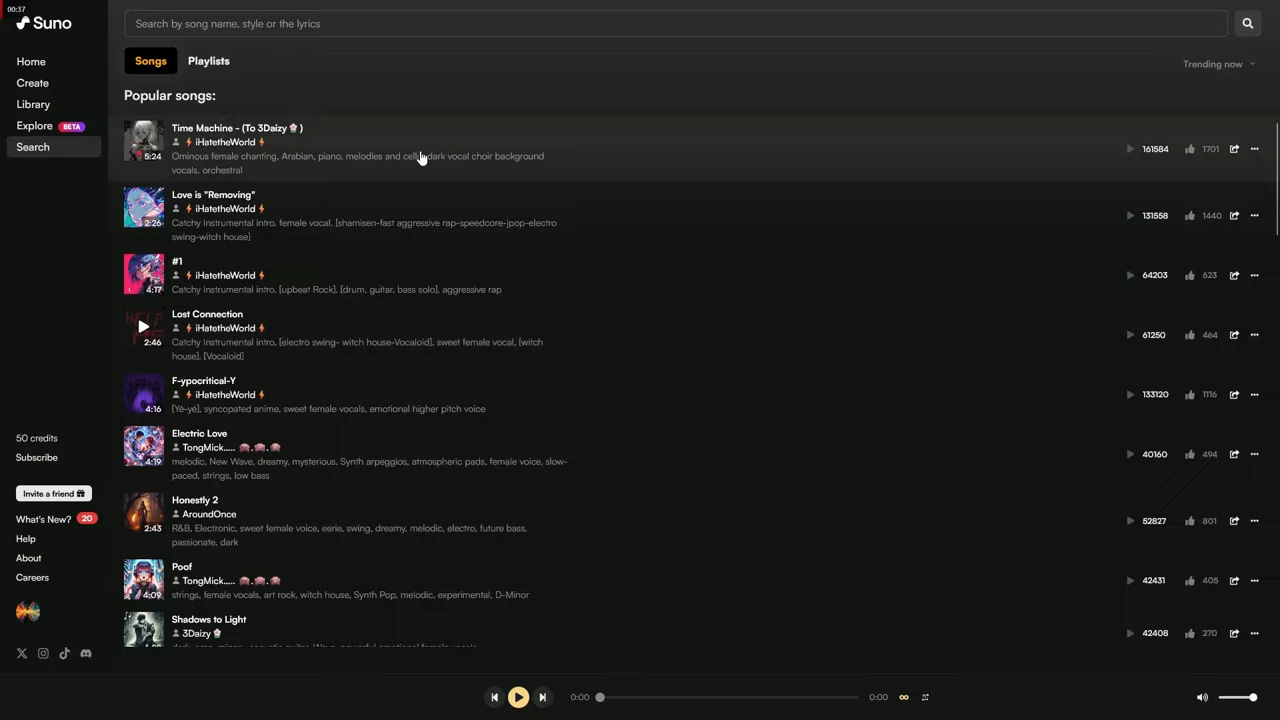 00:37
Suno
Search by song name, style or the lyrics
Home
Create
Library
Explore BETA
Search
Songs Playlists
Trending now
Popular songs:
Time Machine - (To 3Daizy🌸)
⚡iHatetheWorld⚡
Ominous female chanting, Arabian, piano, melodies and cello dark vocal choir background
vocals, orchestral
5:24
161584 1701
Love is "Removing"
⚡iHatetheWorld⚡
Catchy Instrumental intro, female vocal, [shamisen-fast aggressive rap-speedcore-jpop-electro
swing-witch house]
2:26
131558 1440
#1
⚡iHatetheWorld⚡
Catchy Instrumental intro, [upbeat Rock], [drum, guitar, bass solo], aggressive rap
4:17
64203 623
Lost Connection
⚡iHatetheWorld⚡
Catchy Instrumental intro, [electro swing- witch house-Vocaloid], sweet female vocal, [witch
house], [Vocaloid]
2:46
61250 464
F-ypocritical-Y
⚡iHatetheWorld⚡
[Yé-yé], syncopated anime, sweet female vocals, emotional higher pitch voice
4:16
133120 1116
Electric Love
TongMick.....
melodic, New Wave, dreamy, mysterious, Synth arpeggios, atmospheric pads, female voice, slow-
paced, strings, low bass
4:19
40160 494
Honestly 2
AroundOnce
R&B, Electronic, sweet female voice, eerie, swing, dreamy, melodic, electro, future bass,
passionate, dark
2:43
52827 801
Poof
TongMick.....
strings, female vocals, art rock, witch house, Synth Pop, melodic, experimental, D-Minor
4:09
42431 405
Shadows to Light
3Daizy🌸
42408 270
50 credits
Subscribe
Invite a friend
What's New? 20
Help
About
Careers
0:00 0:00